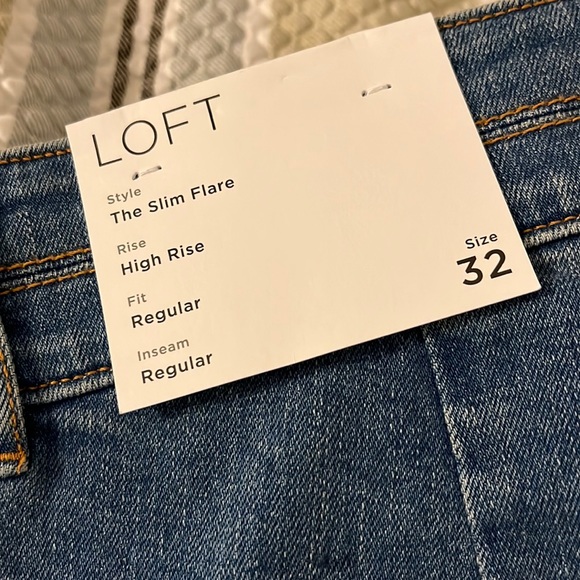 LOFT
Style
The Slim Flare
Rise
High Rise
Fit
Regular
Inseam
Regular
Size
32